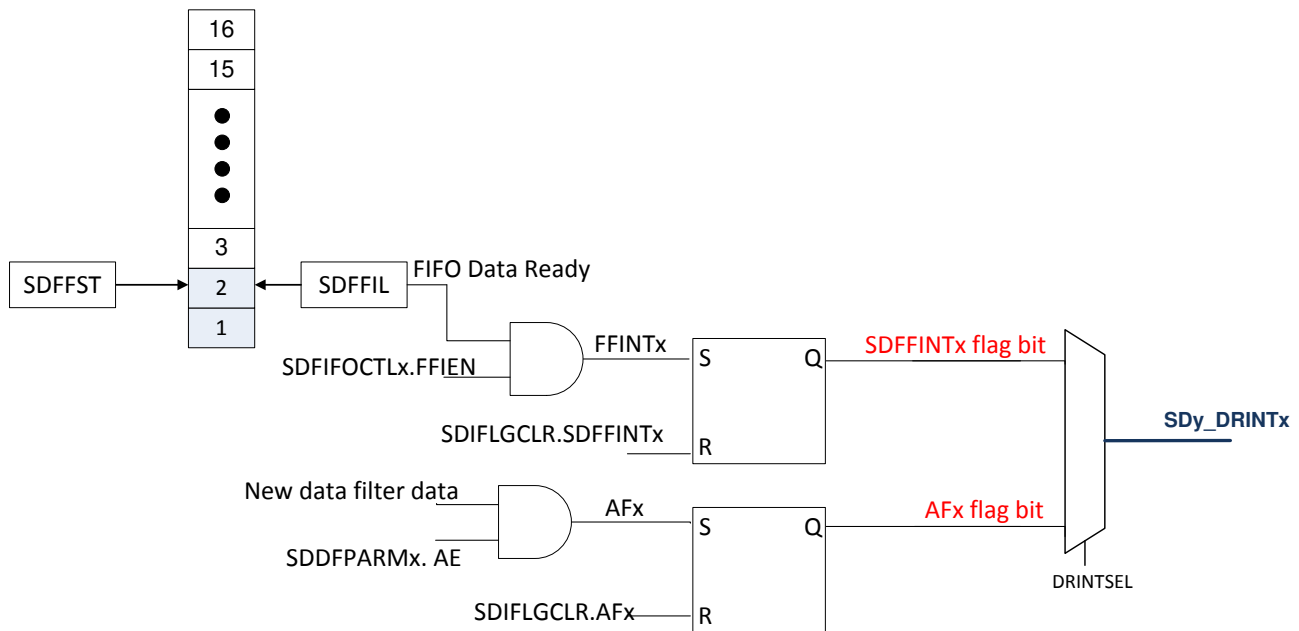 16
15
3
SDFFST
2
SDFFIL
FIFO Data Ready
1
SDFIFOCTLx.FFIEN
FFINTx
S
Q
SDFFINTx flag bit
SDIFLGCLR.SDFFINTx
R
SDy_DRINTx
New data filter data
SDDFPARMx. AE
AFx
S
Q
AFx flag bit
DRINTSEL
SDIFLGCLR.AFx
R